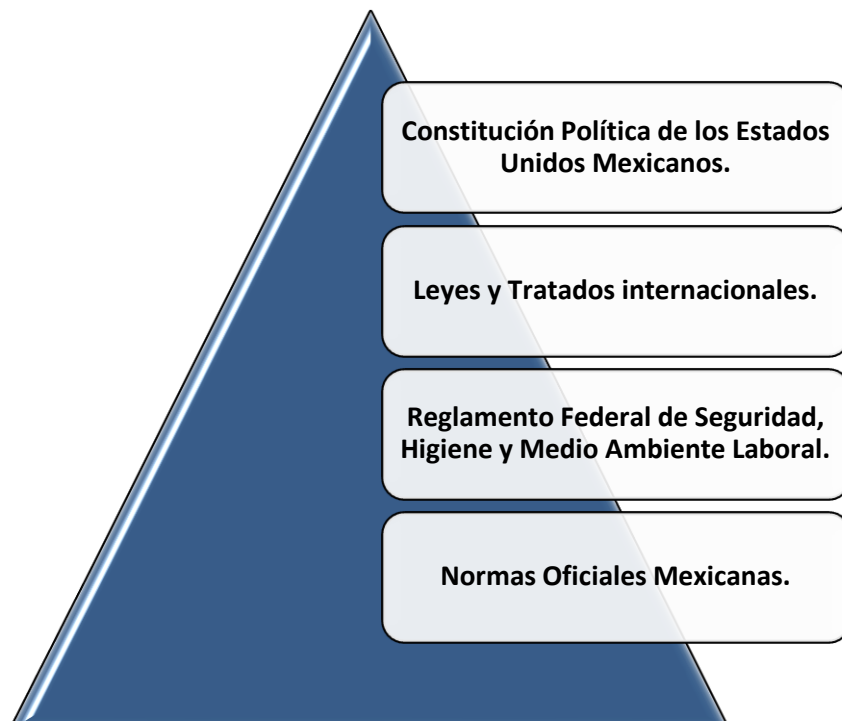 Constitución Política de los Estados
Unidos Mexicanos.
Leyes y Tratados internacionales.
Reglamento Federal de Seguridad,
Higiene y Medio Ambiente Laboral.
Normas Oficiales Mexicanas.